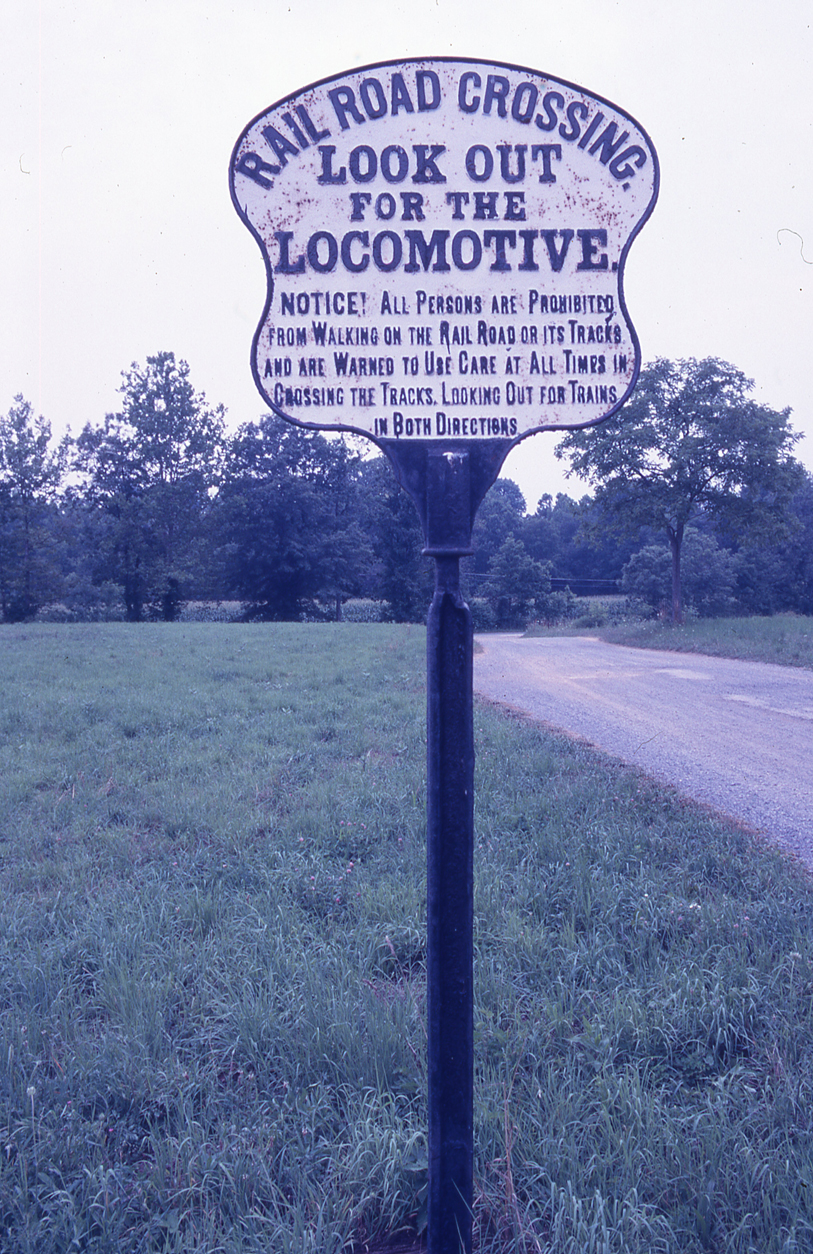 RAIL ROAD CROSSING.
LOOK OUT
FOR THE
LOCOMOTIVE.
NOTICE! ALL PERSONS ARE PROHIBITED
FROM WALKING ON THE RAIL ROAD OR ITS TRACKS
AND ARE WARNED TO USE CARE AT ALL TIMES IN
CROSSING THE TRACKS. LOOKING OUT FOR TRAINS
IN BOTH DIRECTIONS